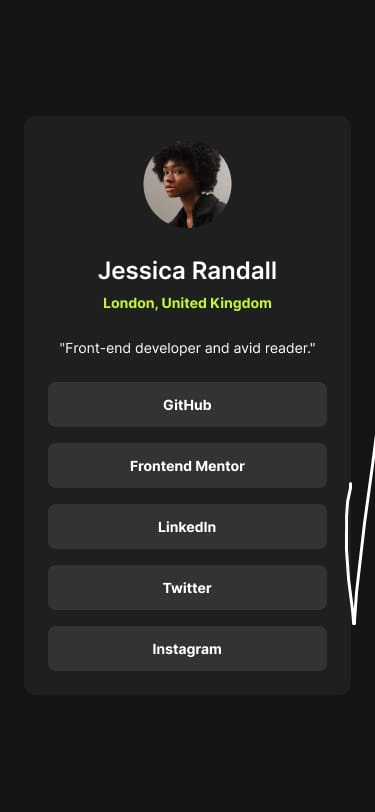 Jessica Randall
London, United Kingdom
"Front-end developer and avid reader."
GitHub
Frontend Mentor
LinkedIn
Twitter
Instagram